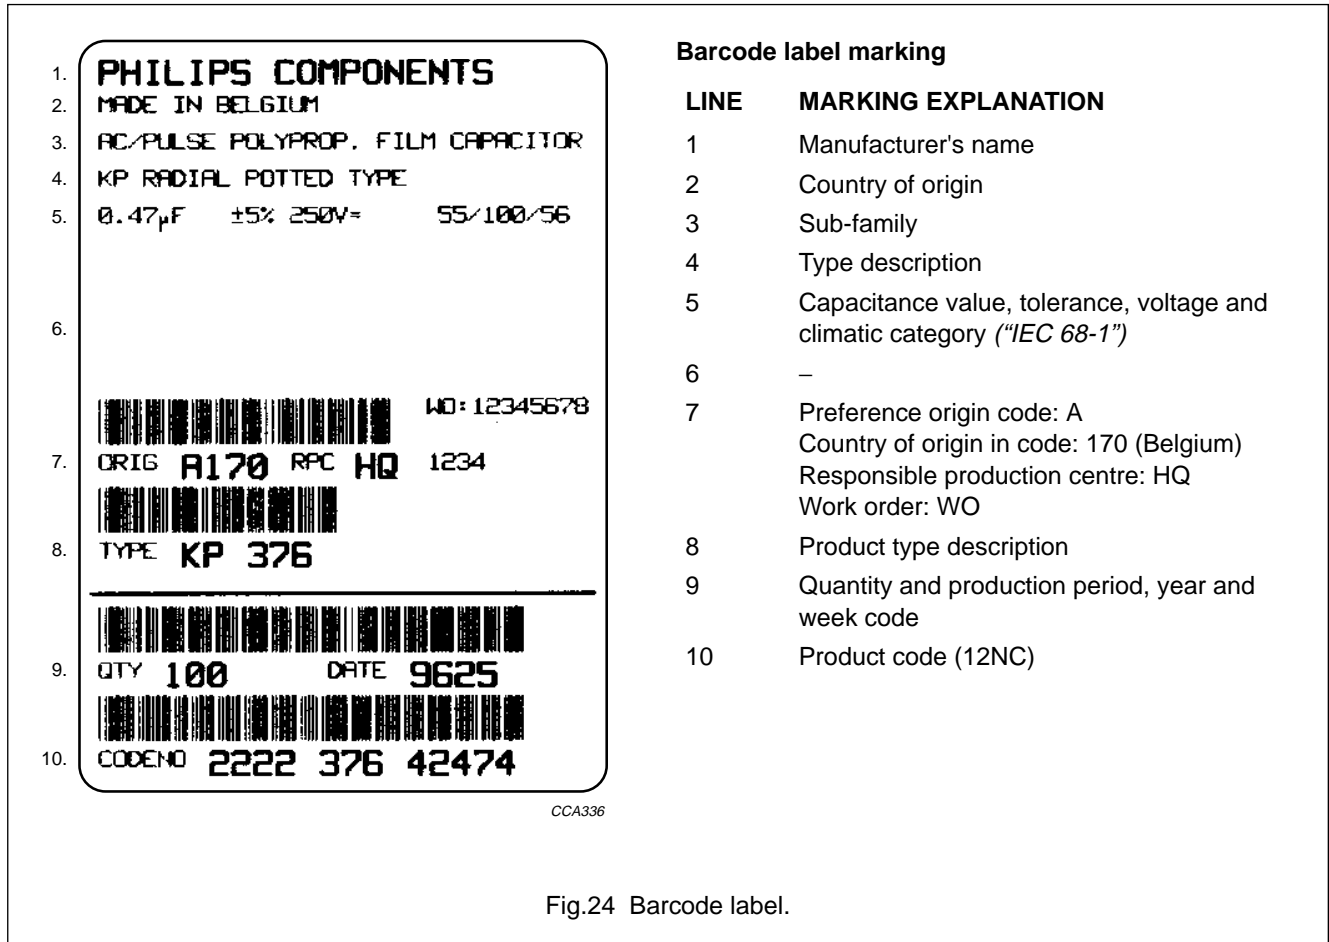 1. PHILIPS COMPONENTS
2. MADE IN BELGIUM
3. AC/PULSE POLYPROP. FILM CAPACITOR
4. KP RADIAL POTTED TYPE
5. 0.47µF ±5% 250V= 55/100/56
6.
WO:12345678
7. ORIG A170 RPC HQ 1234
8. TYPE KP 376
9. QTY 100 DATE 9625
10. CODENO 2222 376 42474
CCA336
Barcode label marking
LINE MARKING EXPLANATION
1 Manufacturer's name
2 Country of origin
3 Sub-family
4 Type description
5 Capacitance value, tolerance, voltage and
climatic category (“IEC 68-1”)
6 –
7 Preference origin code: A
Country of origin in code: 170 (Belgium)
Responsible production centre: HQ
Work order: WO
8 Product type description
9 Quantity and production period, year and
week code
10 Product code (12NC)
Fig.24 Barcode label.